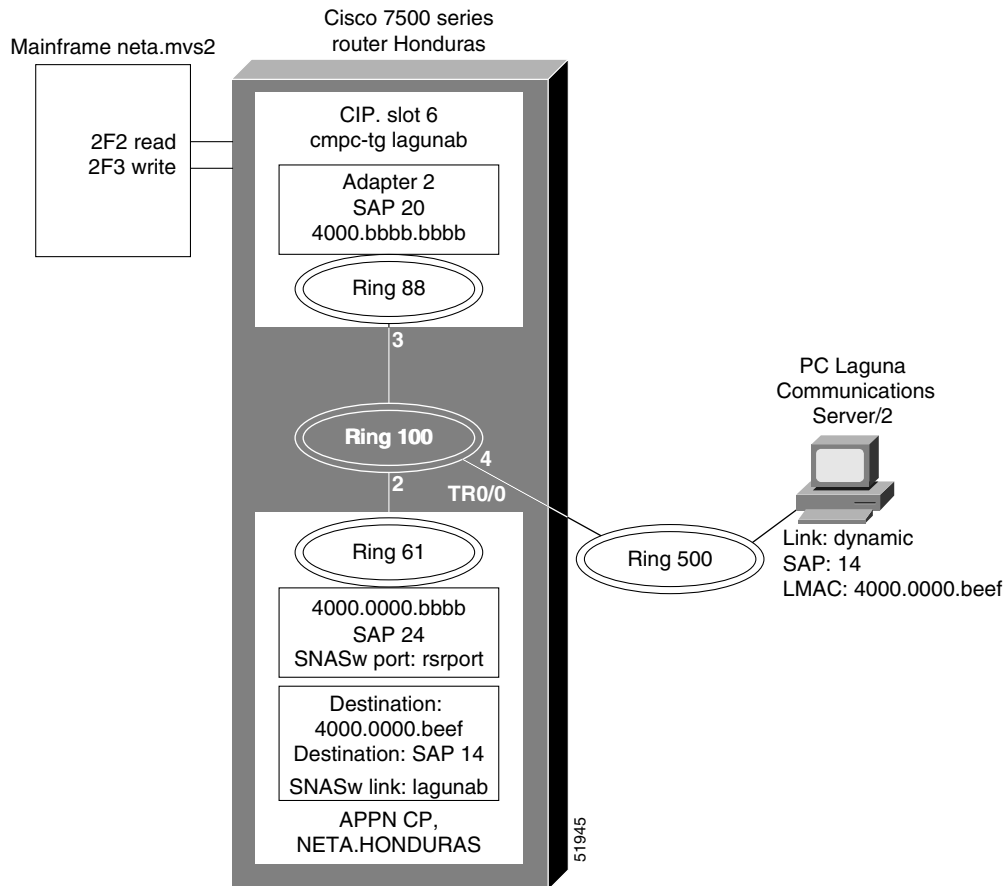 Cisco 7500 series
router Honduras
Mainframe neta.mvs2
2F2 read
2F3 write
CIP. slot 6
cmpc-tg lagunab
Adapter 2
SAP 20
4000.bbbb.bbbb
Ring 88
3
Ring 100
4
2
TR0/0
PC Laguna
Communications
Server/2
Link: dynamic
SAP: 14
LMAC: 4000.0000.beef
Ring 500
Ring 61
4000.0000.bbbb
SAP 24
SNASw port: rsrport
Destination:
4000.0000.beef
Destination: SAP 14
SNASw link: lagunab
APPN CP,
NETA.HONDURAS
51945